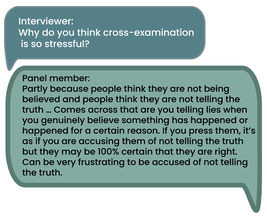 Interviewer:
Why do you think cross-examination
is so stressful?
Panel member:
Partly because people think they are not being
believed and people think they are not telling the
truth ... Comes across that are you telling lies when
you genuinely believe something has happened or
happened for a certain reason. If you press them, it's
as if you are accusing them of not telling the truth
but they may be 100% certain that they are right.
Can be very frustrating to be accused of not telling
the truth.